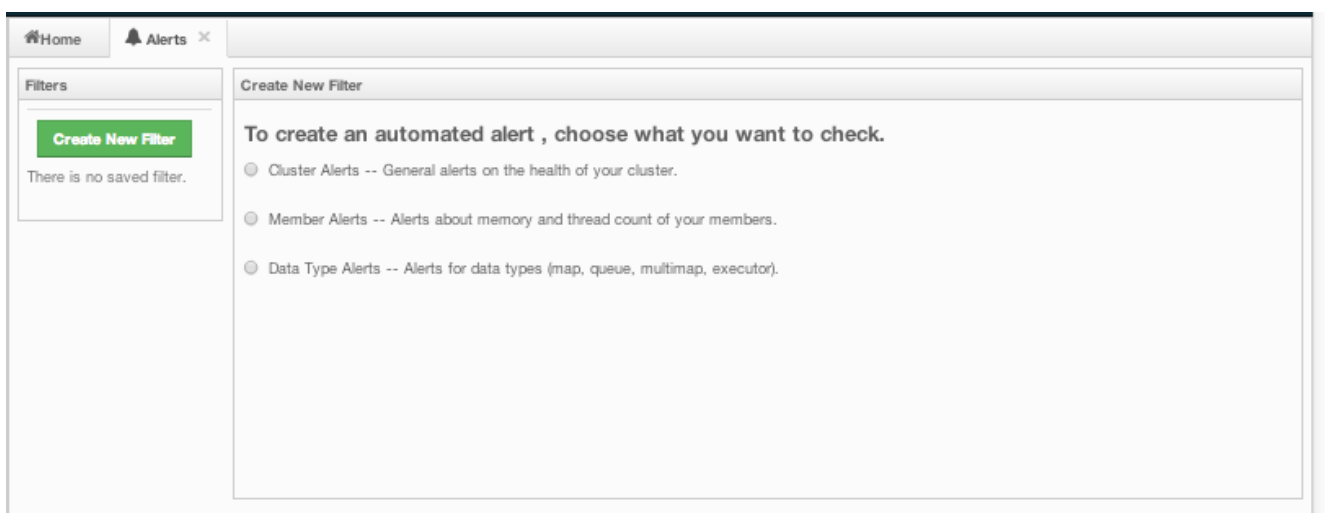 Home
Alerts ×
Filters
Create New Filter
There is no saved filter.
Create New Filter
To create an automated alert , choose what you want to check.
Cluster Alerts -- General alerts on the health of your cluster.
Member Alerts -- Alerts about memory and thread count of your members.
Data Type Alerts -- Alerts for data types (map, queue, multimap, executor).